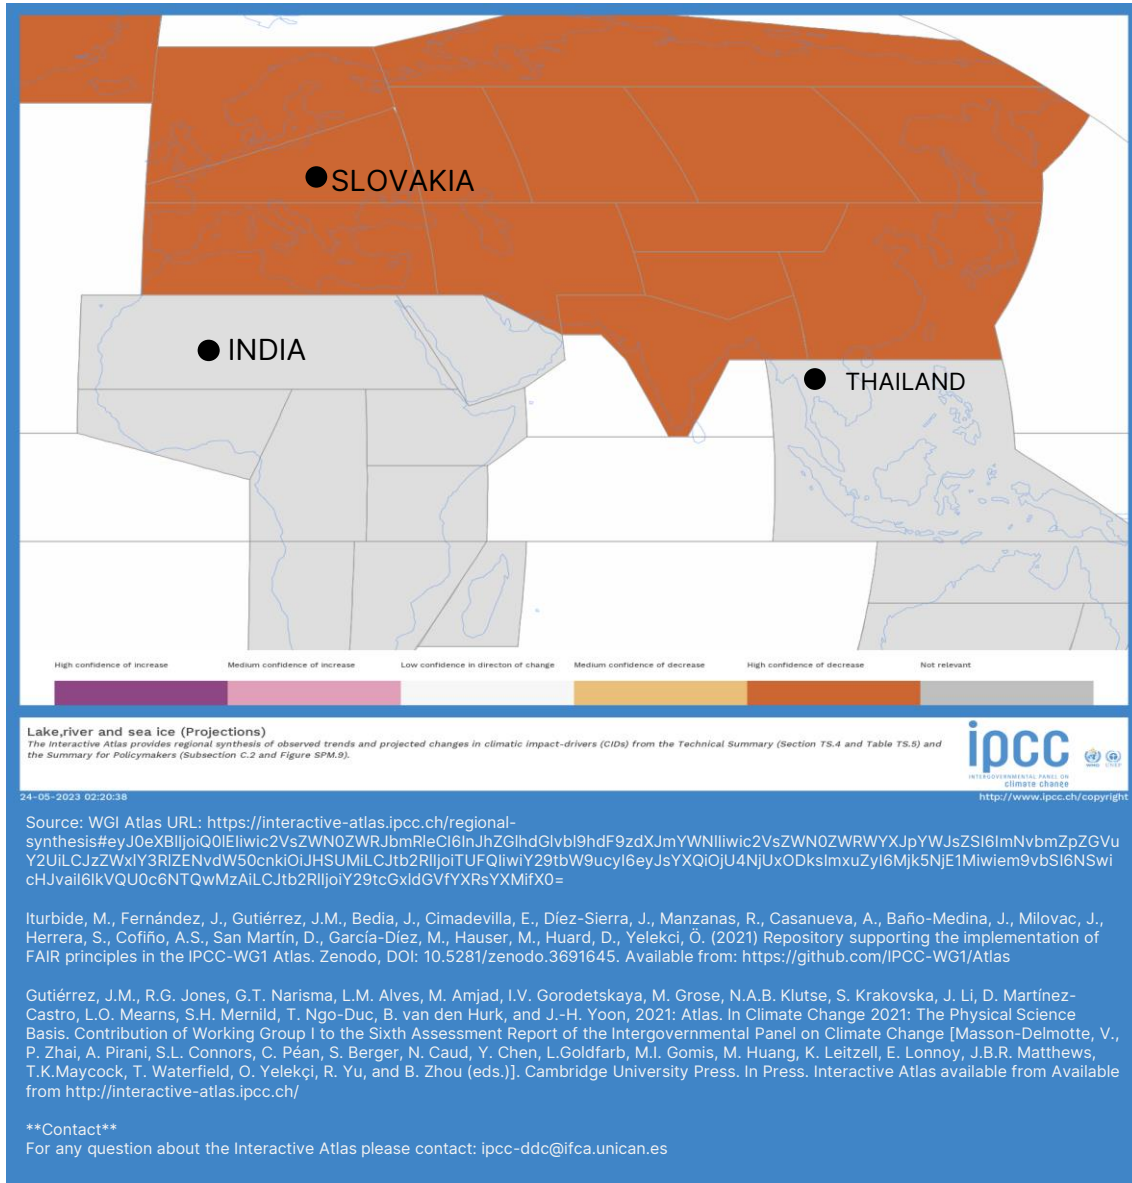 SLOVAKIA
INDIA
THAILAND
High confidence of increase
Medium confidence of increase
Low confidence in directon of change
Medium confidence of decrease
High confidence of decrease
Not relevant
Lake,river and sea ice (Projections)
The Interactive Atlas provides regional synthesis of observed trends and projected changes in climatic impact-drivers (CIDs) from the Technical Summary (Section TS.4 and Table TS.5) and
the Summary for Policymakers (Subsection C.2 and Figure SPM.9).
ipcc
INTERGOVERNMENTAL PANEL ON
climate change
WMO UNEP
24-05-2023 02:20:38
http://www.ipcc.ch/copyright
Source: WGI Atlas URL: https://interactive-atlas.ipcc.ch/regional-
Iturbide, M., Fernández, J., Gutiérrez, J.M., Bedia, J., Cimadevilla, E., Díez-Sierra, J., Manzanas, R., Casanueva, A., Baño-Medina, J., Milovac, J.,
Herrera, S., Cofiño, A.S., San Martín, D., García-Díez, M., Hauser, M., Huard, D., Yelekci, Ö. (2021) Repository supporting the implementation of
FAIR principles in the IPCC-WG1 Atlas. Zenodo, DOI: 10.5281/zenodo.3691645. Available from: https://github.com/IPCC-WG1/Atlas
Gutiérrez, J.M., R.G. Jones, G.T. Narisma, L.M. Alves, M. Amjad, I.V. Gorodetskaya, M. Grose, N.A.B. Klutse, S. Krakovska, J. Li, D. Martínez-
Castro, L.O. Mearns, S.H. Mernild, T. Ngo-Duc, B. van den Hurk, and J.-H. Yoon, 2021: Atlas. In Climate Change 2021: The Physical Science
Basis. Contribution of Working Group I to the Sixth Assessment Report of the Intergovernmental Panel on Climate Change [Masson-Delmotte, V.,
P. Zhai, A. Pirani, S.L. Connors, C. Péan, S. Berger, N. Caud, Y. Chen, L.Goldfarb, M.I. Gomis, M. Huang, K. Leitzell, E. Lonnoy, J.B.R. Matthews,
T.K.Maycock, T. Waterfield, O. Yelekçi, R. Yu, and B. Zhou (eds.)]. Cambridge University Press. In Press. Interactive Atlas available from Available
from http://interactive-atlas.ipcc.ch/
**Contact**
For any question about the Interactive Atlas please contact: ipcc-ddc@ifca.unican.es